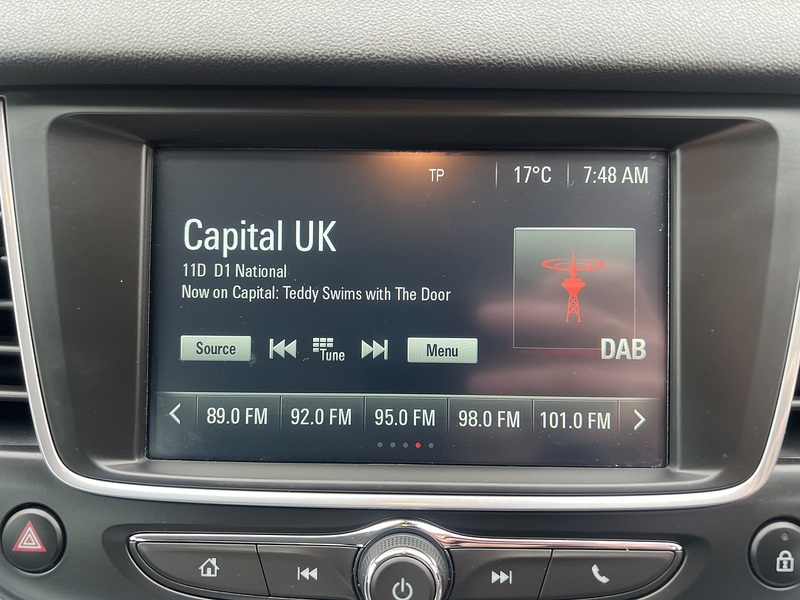 TP 17°C 7:48 AM
Capital UK
11D D1 National
Now on Capital: Teddy Swims with The Door
Source Tune Menu
DAB
89.0 FM 92.0 FM 95.0 FM 98.0 FM 101.0 FM